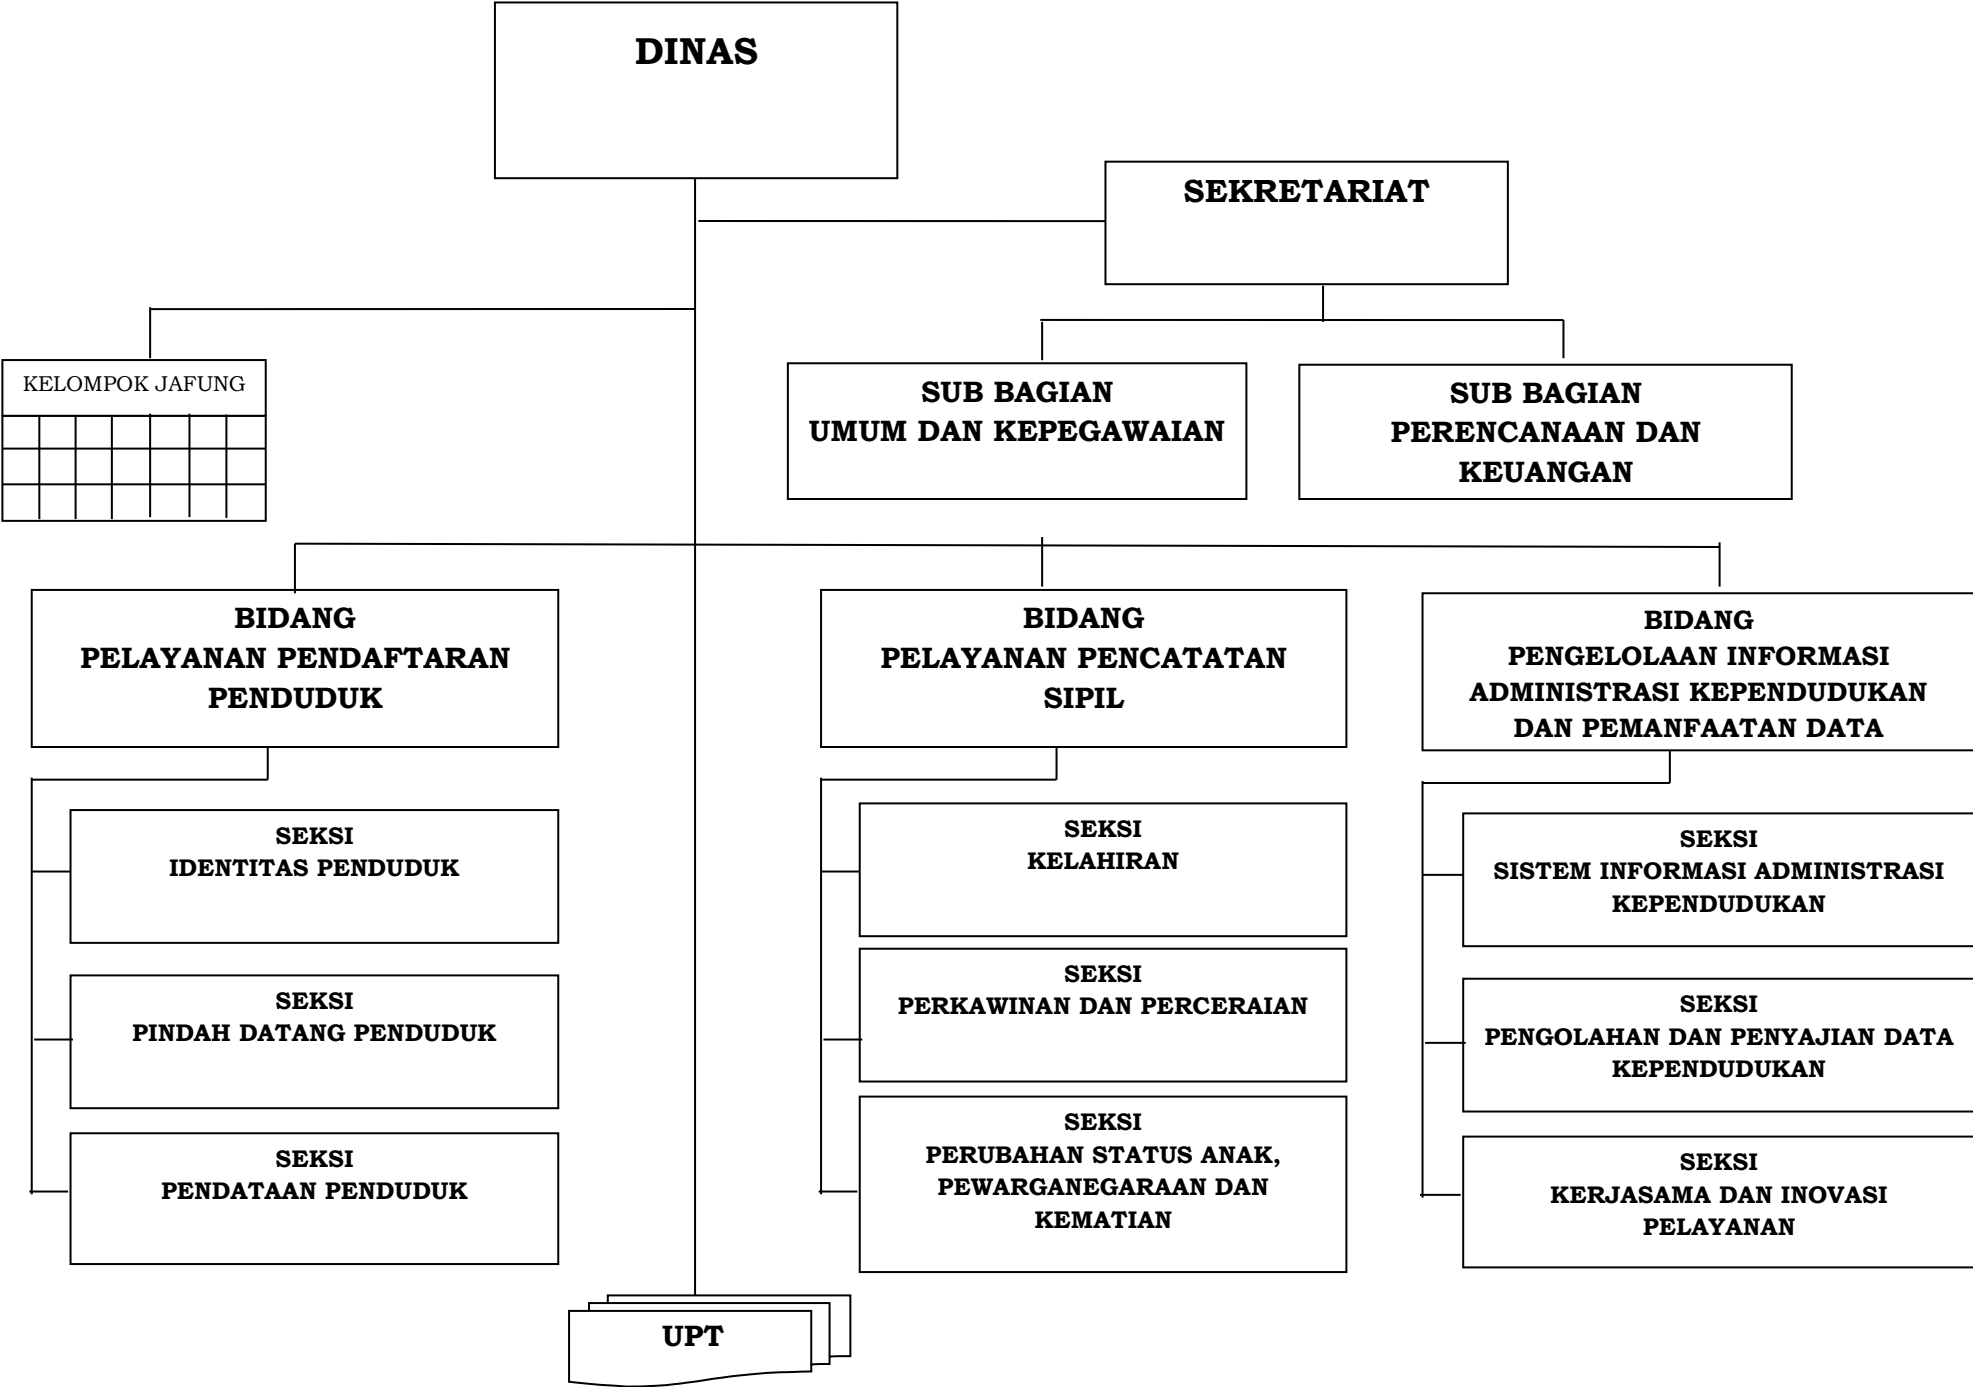 DINAS
SEKRETARIAT
KELOMPOK JAFUNG
SUB BAGIAN
UMUM DAN KEPEGAWAIAN
SUB BAGIAN
PERENCANAAN DAN
KEUANGAN
BIDANG
PELAYANAN PENDAFTARAN
PENDUDUK
BIDANG
PELAYANAN PENCATATAN
SIPIL
BIDANG
PENGELOLAAN INFORMASI
ADMINISTRASI KEPENDUDUKAN
DAN PEMANFAATAN DATA
SEKSI
IDENTITAS PENDUDUK
SEKSI
PINDAH DATANG PENDUDUK
SEKSI
PENDATAAN PENDUDUK
SEKSI
KELAHIRAN
SEKSI
PERKAWINAN DAN PERCERAIAN
SEKSI
PERUBAHAN STATUS ANAK,
PEWARGANEGARAAN DAN
KEMATIAN
SEKSI
SISTEM INFORMASI ADMINISTRASI
KEPENDUDUKAN
SEKSI
PENGOLAHAN DAN PENYAJIAN DATA
KEPENDUDUKAN
SEKSI
KERJASAMA DAN INOVASI
PELAYANAN
UPT